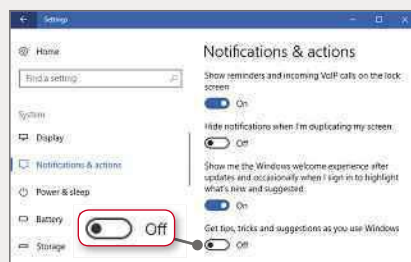 Settings
Home
Notifications & actions
Find a setting
Show reminders and incoming VoIP calls on the lock
screen
On
System
Display
Hide notifications when I'm duplicating my screen
Off
Notifications & actions
Show me the Windows welcome experience after
updates and occasionally when I sign in to highlight
what's new and suggested
Power & sleep
On
Battery
Off
Get tips, tricks and suggestions as you use Windows
Storage
Off